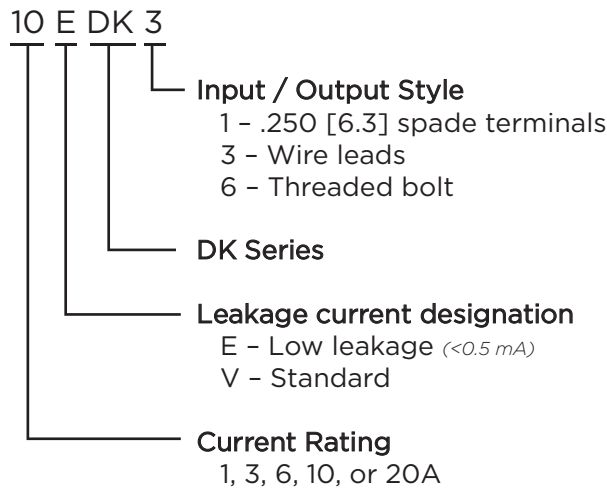 10 E DK 3
Input / Output Style
1 – .250 [6.3] spade terminals
3 – Wire leads
6 – Threaded bolt
DK Series
Leakage current designation
E – Low leakage (<0.5 mA)
V – Standard
Current Rating
1, 3, 6, 10, or 20A